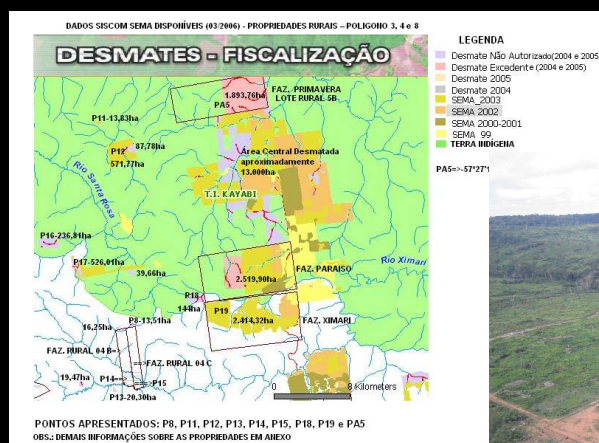 DADOS SISCOM SEMA DISPONÍVEIS (03/2006) - PROPRIEDADES RURAIS – POLIGONO 3, 4 e 8
DESMATES - FISCALIZAÇÃO
LEGENDA
Desmate Não Autorizado(2004 e 2005
Desmate Excedente (2004 e 2005)
Desmate 2005
Desmate 2004
SEMA_2003
SEMA 2002
SEMA 2000-2001
SEMA 99
TERRA INDÍGENA
PA5=>-57°27'
1.893,76ha
PA5
FAZ. PRIMAVERA
LOTE RURAL-5B
P11-13,83ha
P12
87,78ha
571,77ha
Área Central Desmatada
aproximadamente
13.000ha
Rio Santa Rosa
T.I. KAYABI
P16-236,81ha
P17-526,01ha
39,66ha
Rio Ximari
FAZ. PARAISO
2.519,90ha
P18
144ha
P19
2.414,32ha
FAZ. XIMARI
P8-13,51ha
16,25ha
FAZ. RURAL 04 B=>
==>FAZ. RURAL 04 C
19,47ha
P14==>
==>P15
P13-20,30ha
0 8 Kilometers
PONTOS APRESENTADOS: P8, P11, P12, P13, P14, P15, P18, P19 e PA5
OBS.: DEMAIS INFORMAÇÕES SOBRE AS PROPRIEDADES EM ANEXO